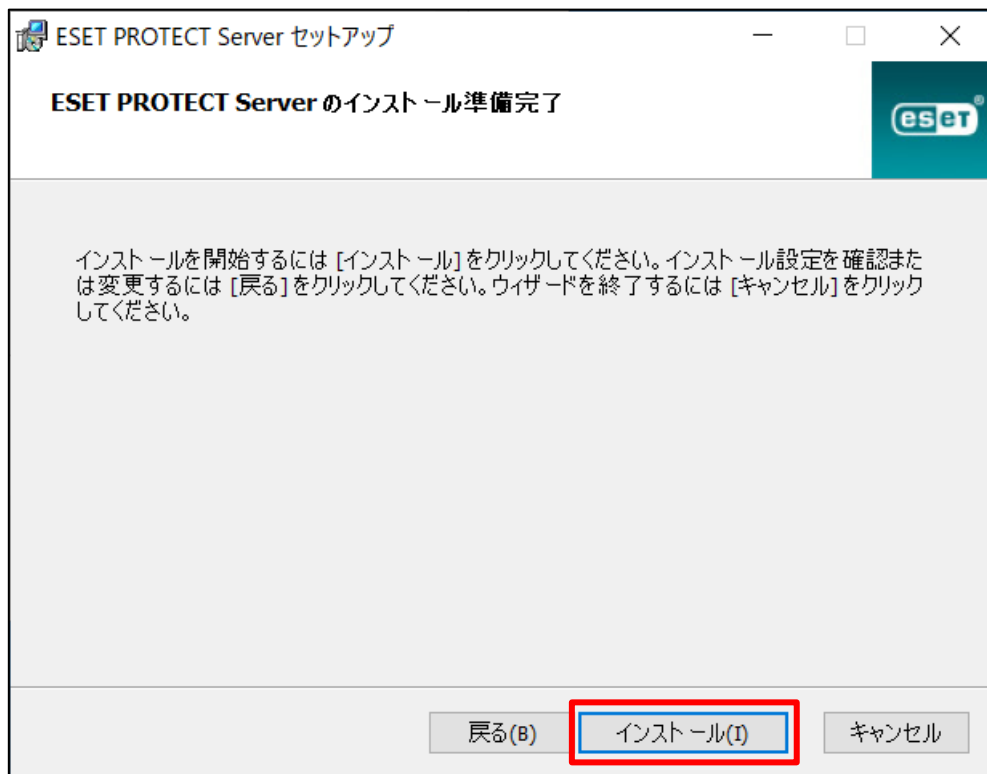 ESET PROTECT Server セットアップ
ESET PROTECT Server のインストール準備完了
eseT®
インストールを開始するには [インストール] をクリックしてください。インストール設定を確認また
は変更するには [戻る] をクリックしてください。ウィザードを終了するには [キャンセル] をクリック
してください。
戻る(B)
インストール(I)
キャンセル